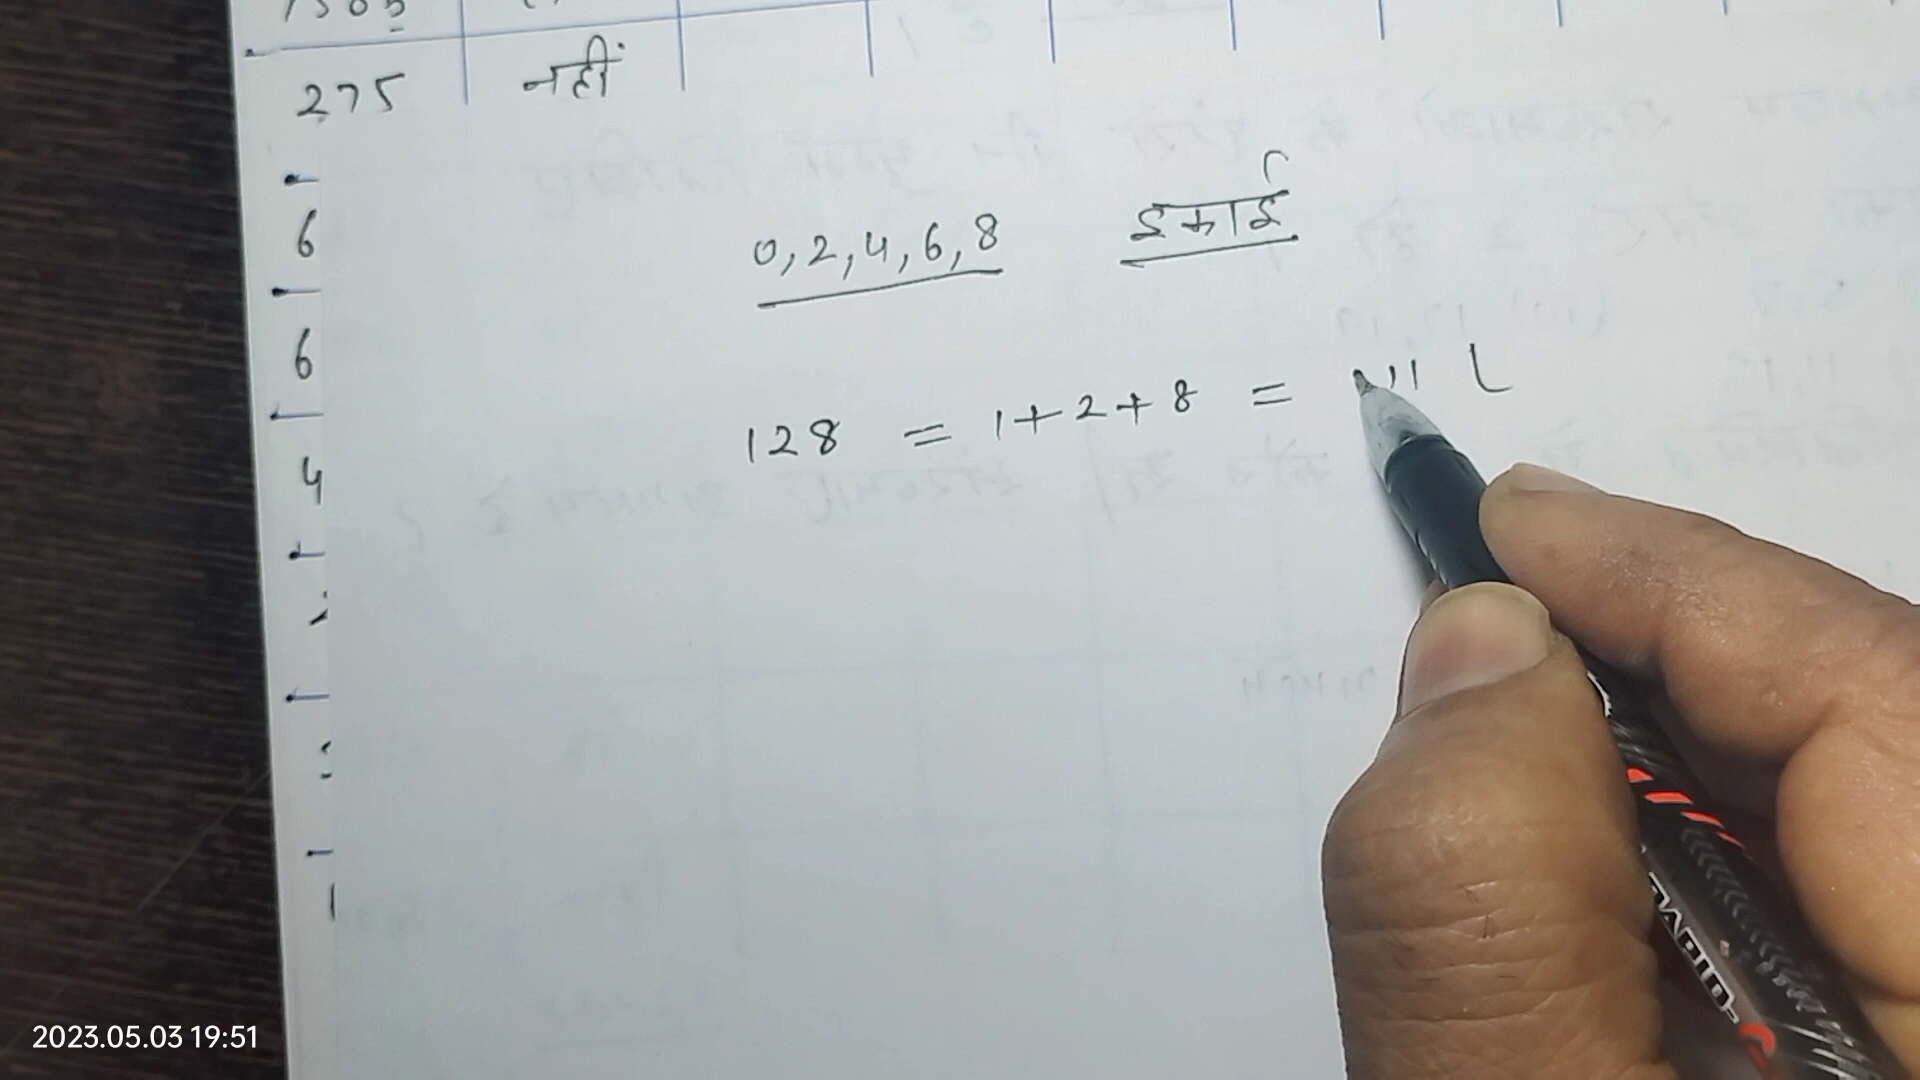 275 नहीं
6
0, 2, 4, 6, 8 इकाई
6
128 = 1 + 2 + 8 = 11
4
2023.05.03 19:51